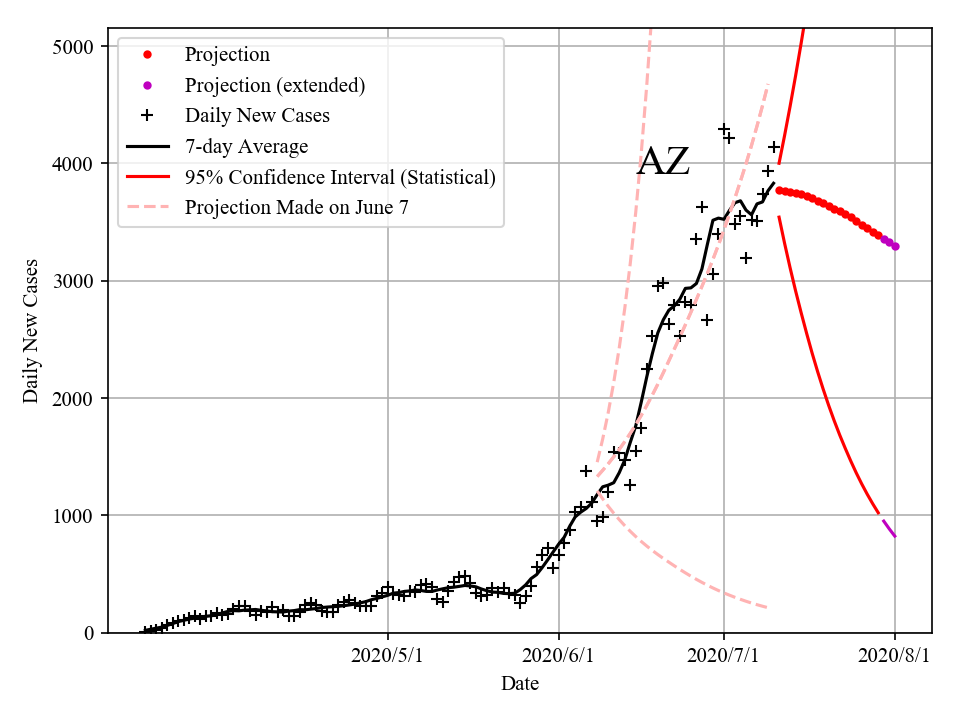 5000
4000
3000
2000
1000
0
Daily New Cases
Projection
Projection (extended)
Daily New Cases
7-day Average
95% Confidence Interval (Statistical)
Projection Made on June 7
AZ
2020/5/1 2020/6/1 2020/7/1 2020/8/1
Date